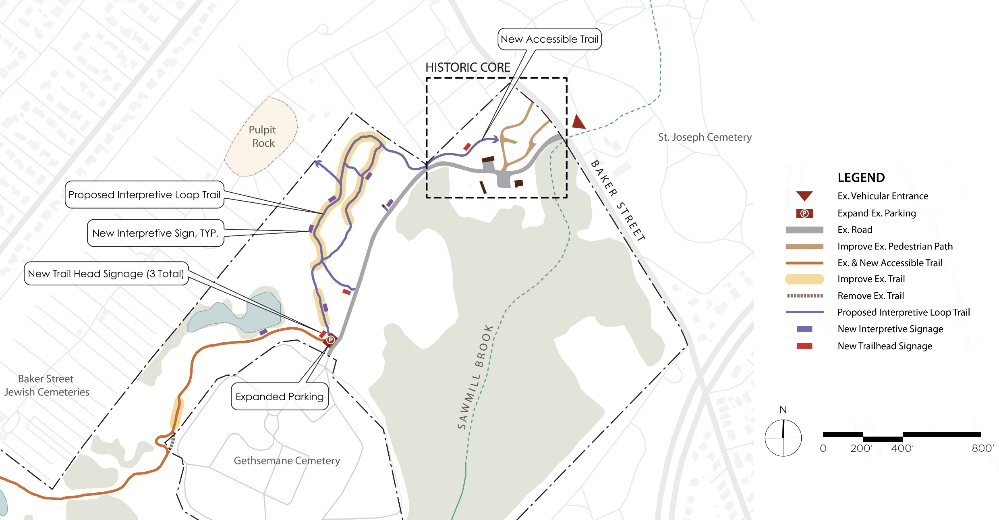 New Accessible Trail
HISTORIC CORE
Pulpit
Rock
St. Joseph Cemetery
BAKER STREET
Proposed Interpretive Loop Trail
New Interpretive Sign, TYP.
New Trail Head Signage (3 Total)
P
SAWMILL BROOK
Baker Street
Jewish Cemeteries
Expanded Parking
Gethsemane Cemetery
LEGEND
Ex. Vehicular Entrance
P
Expand Ex. Parking
Ex. Road
Improve Ex. Pedestrian Path
Ex. & New Accessible Trail
Improve Ex. Trail
Remove Ex. Trail
Proposed Interpretive Loop Trail
New Interpretive Signage
New Trailhead Signage
N
0 200' 400' 800'